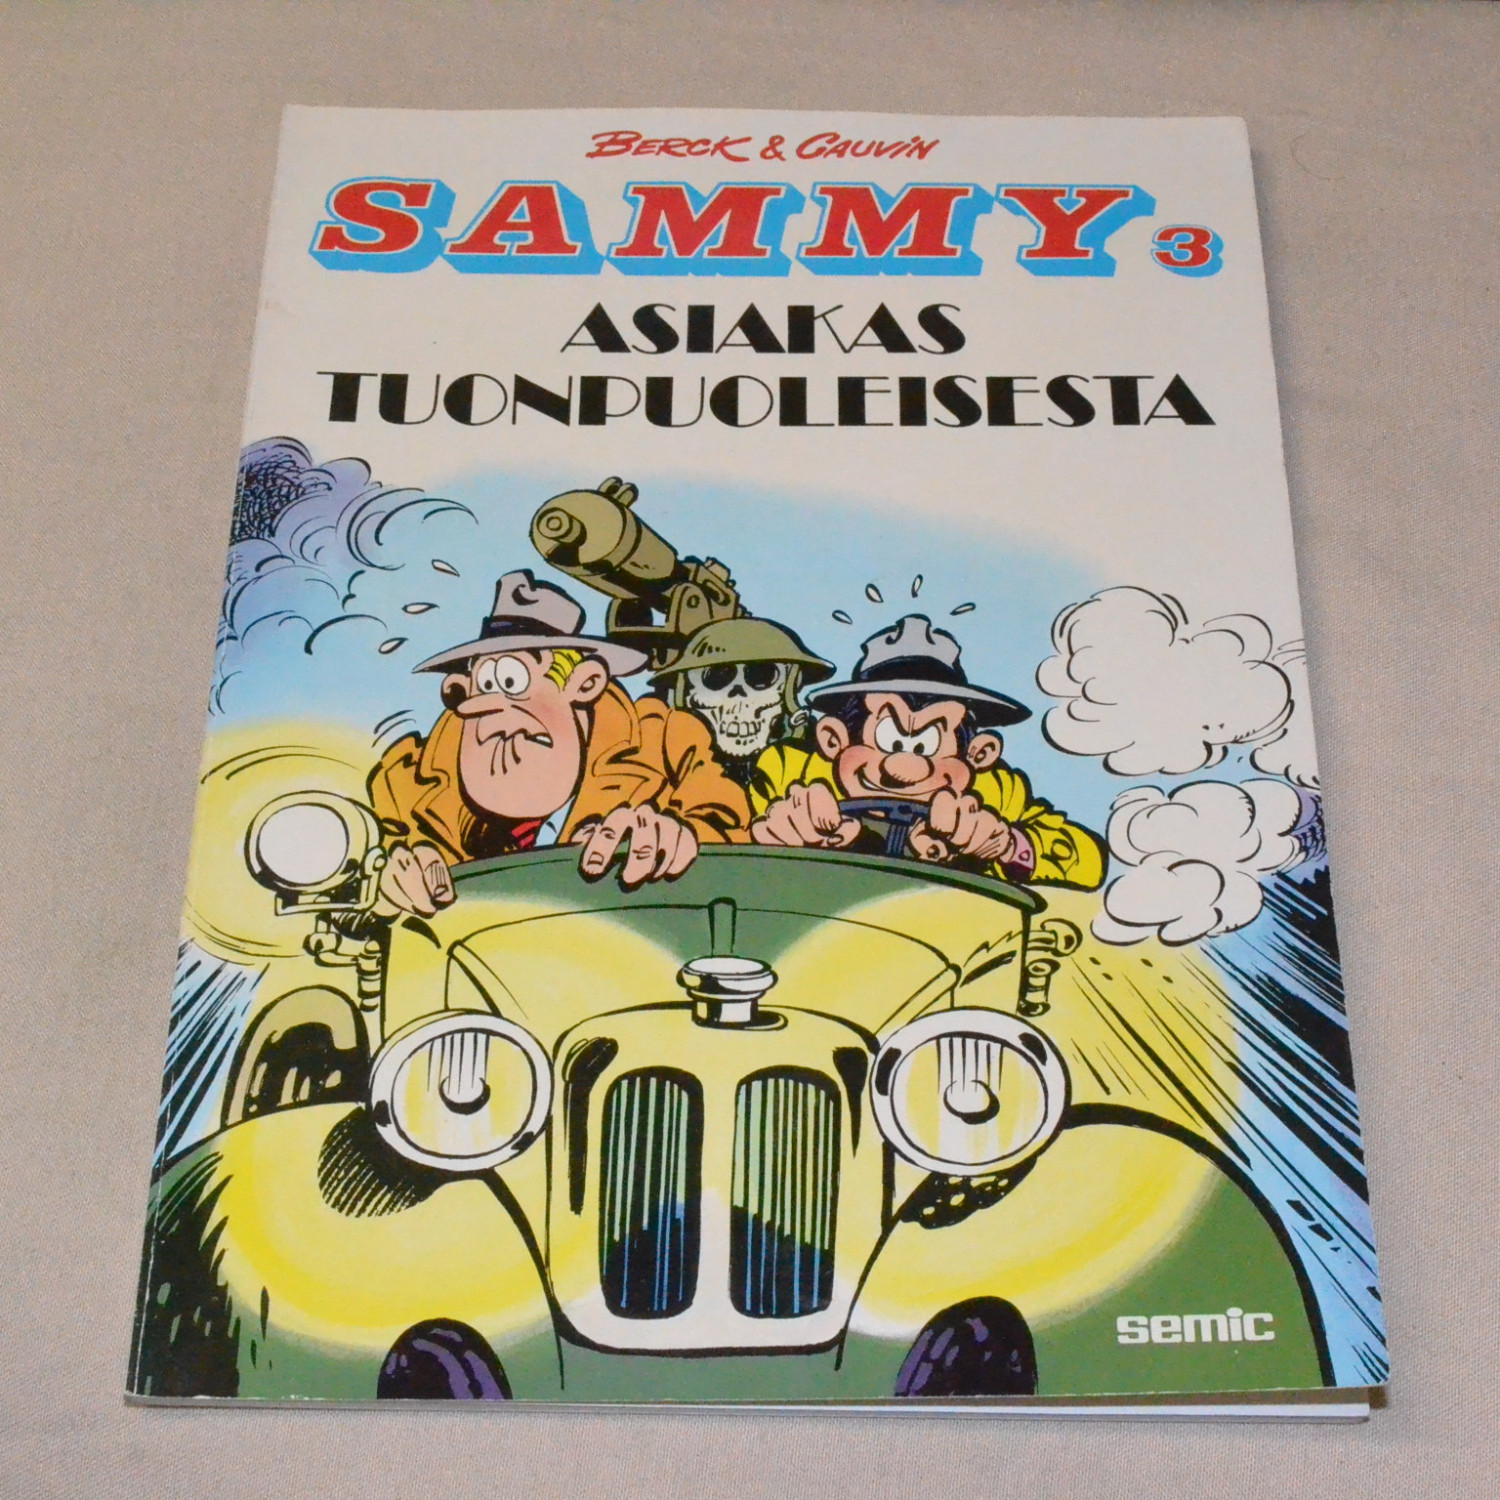 BERCK & CAUVIN
SAMMY 3
ASIAKAS
TUONPUOLEISESTA
semic